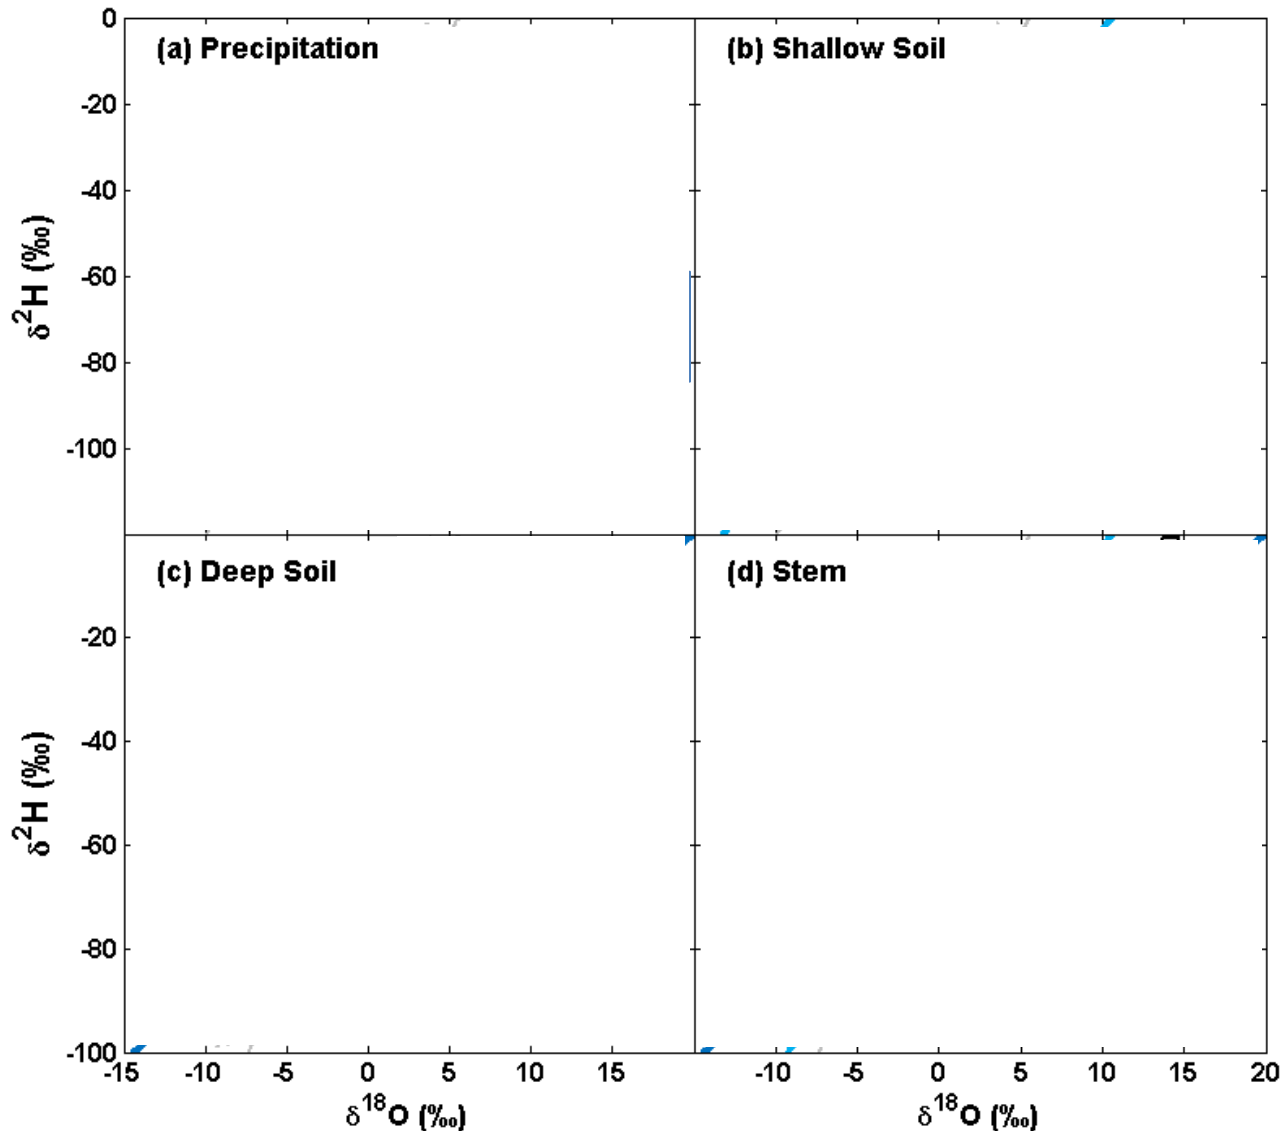 0
(a) Precipitation
(b) Shallow Soil
-20
-40
δ²H (‰)
-60
-80
-100
(c) Deep Soil
(d) Stem
-20
-40
δ²H (‰)
-60
-80
-100
-15 -10 -5 0 5 10 15
-10 -5 0 5 10 15 20
δ¹⁸O (‰)
δ¹⁸O (‰)